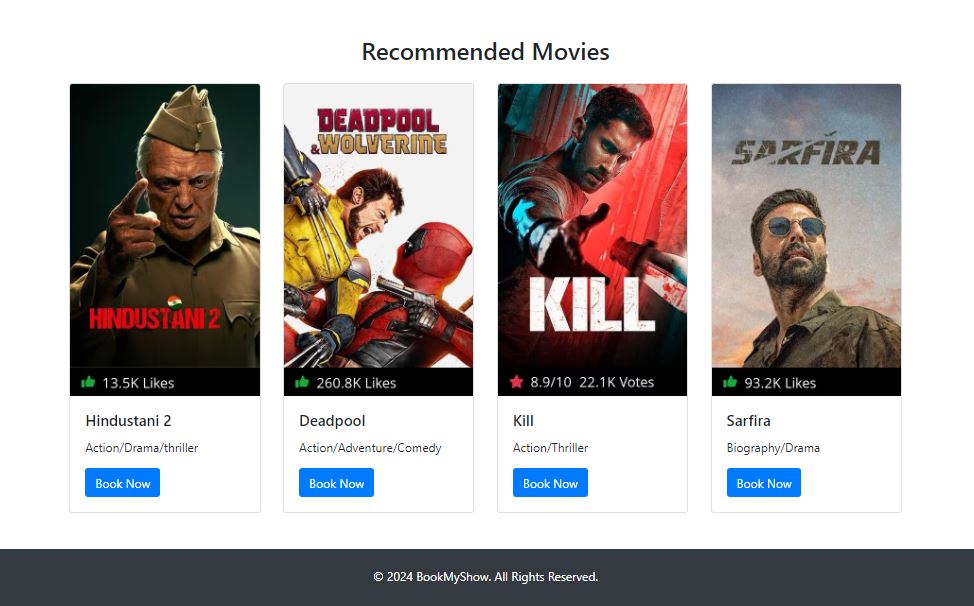 Recommended Movies
HINDUSTANI 2
13.5K Likes
Hindustani 2
Action/Drama/thriller
Book Now
DEADPOOL
&WOLVERINE
260.8K Likes
Deadpool
Action/Adventure/Comedy
Book Now
KILL
8.9/10 22.1K Votes
Kill
Action/Thriller
Book Now
SARFIRA
93.2K Likes
Sarfira
Biography/Drama
Book Now
© 2024 BookMyShow. All Rights Reserved.